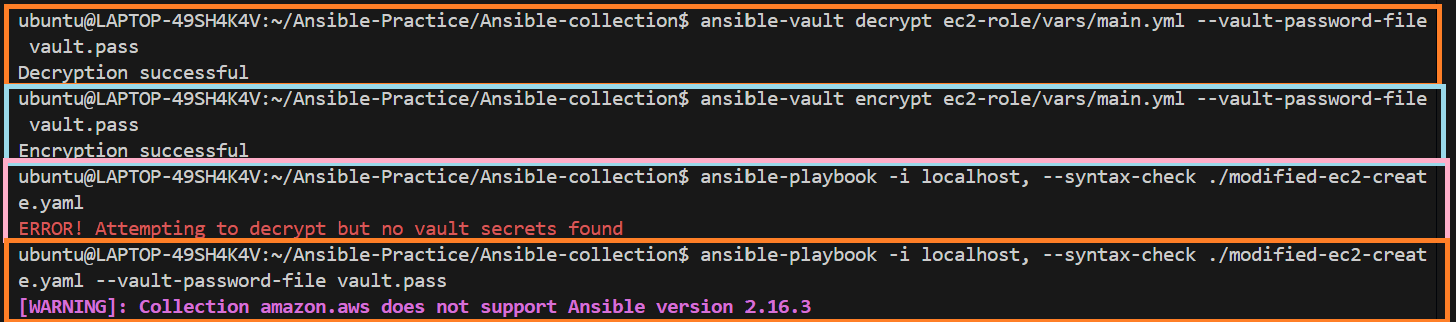 ubuntu@LAPTOP-49SH4K4V:~/Ansible-Practice/Ansible-collection$ ansible-vault decrypt ec2-role/vars/main.yml --vault-password-file
vault.pass
Decryption successful
ubuntu@LAPTOP-49SH4K4V:~/Ansible-Practice/Ansible-collection$ ansible-vault encrypt ec2-role/vars/main.yml --vault-password-file
vault.pass
Encryption successful
ubuntu@LAPTOP-49SH4K4V:~/Ansible-Practice/Ansible-collection$ ansible-playbook -i localhost, --syntax-check ./modified-ec2-creat
e.yaml
ERROR! Attempting to decrypt but no vault secrets found
ubuntu@LAPTOP-49SH4K4V:~/Ansible-Practice/Ansible-collection$ ansible-playbook -i localhost, --syntax-check ./modified-ec2-creat
e.yaml --vault-password-file vault.pass
[WARNING]: Collection amazon.aws does not support Ansible version 2.16.3